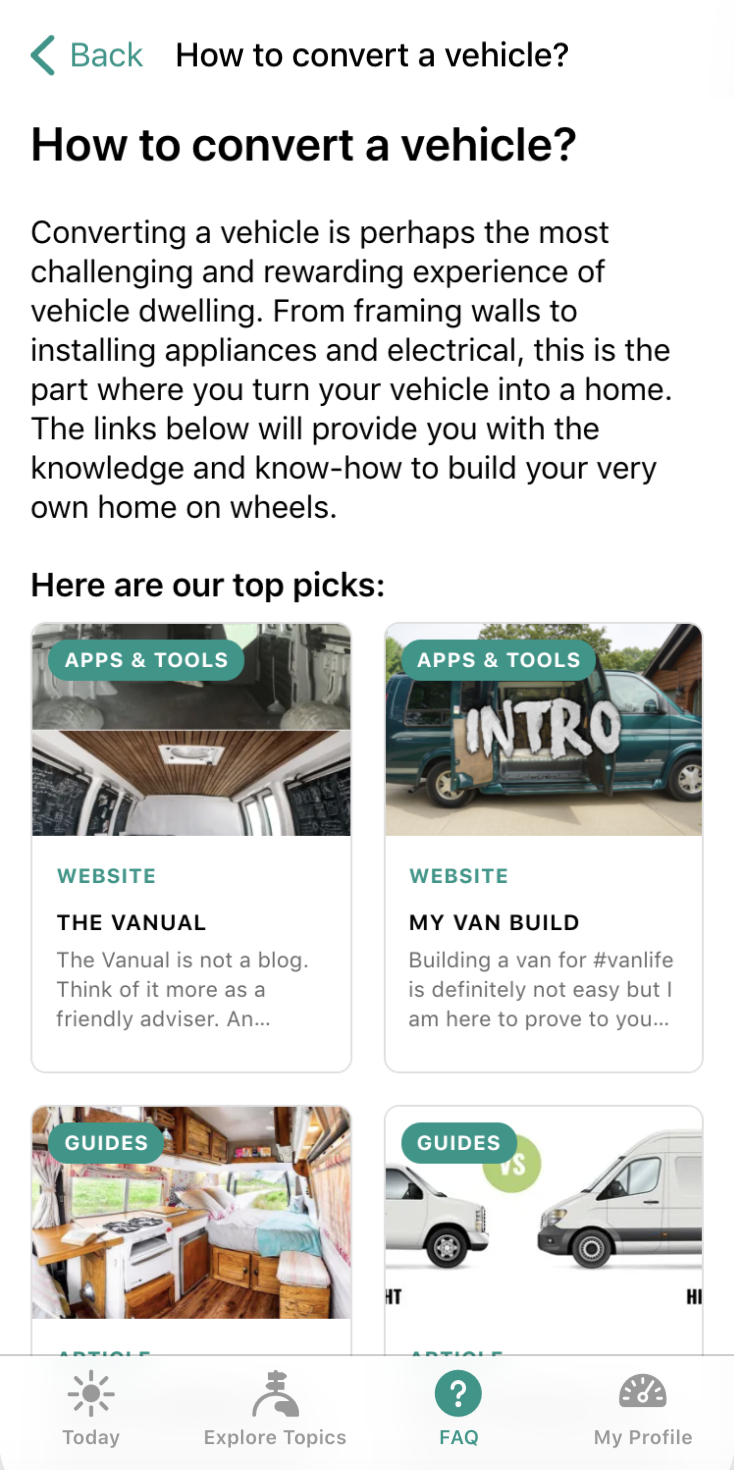 Back How to convert a vehicle?
How to convert a vehicle?
Converting a vehicle is perhaps the most
challenging and rewarding experience of
vehicle dwelling. From framing walls to
installing appliances and electrical, this is the
part where you turn your vehicle into a home.
The links below will provide you with the
knowledge and know-how to build your very
own home on wheels.
Here are our top picks:
APPS & TOOLS
WEBSITE
THE VANUAL
The Vanual is not a blog.
Think of it more as a
friendly adviser. An...
APPS & TOOLS
INTRO
WEBSITE
MY VAN BUILD
Building a van for #vanlife
is definitely not easy but I
am here to prove to you...
GUIDES
ARTICLE
GUIDES
VS
HT
HI
ARTICLE
Today
Explore Topics
?
FAQ
My Profile